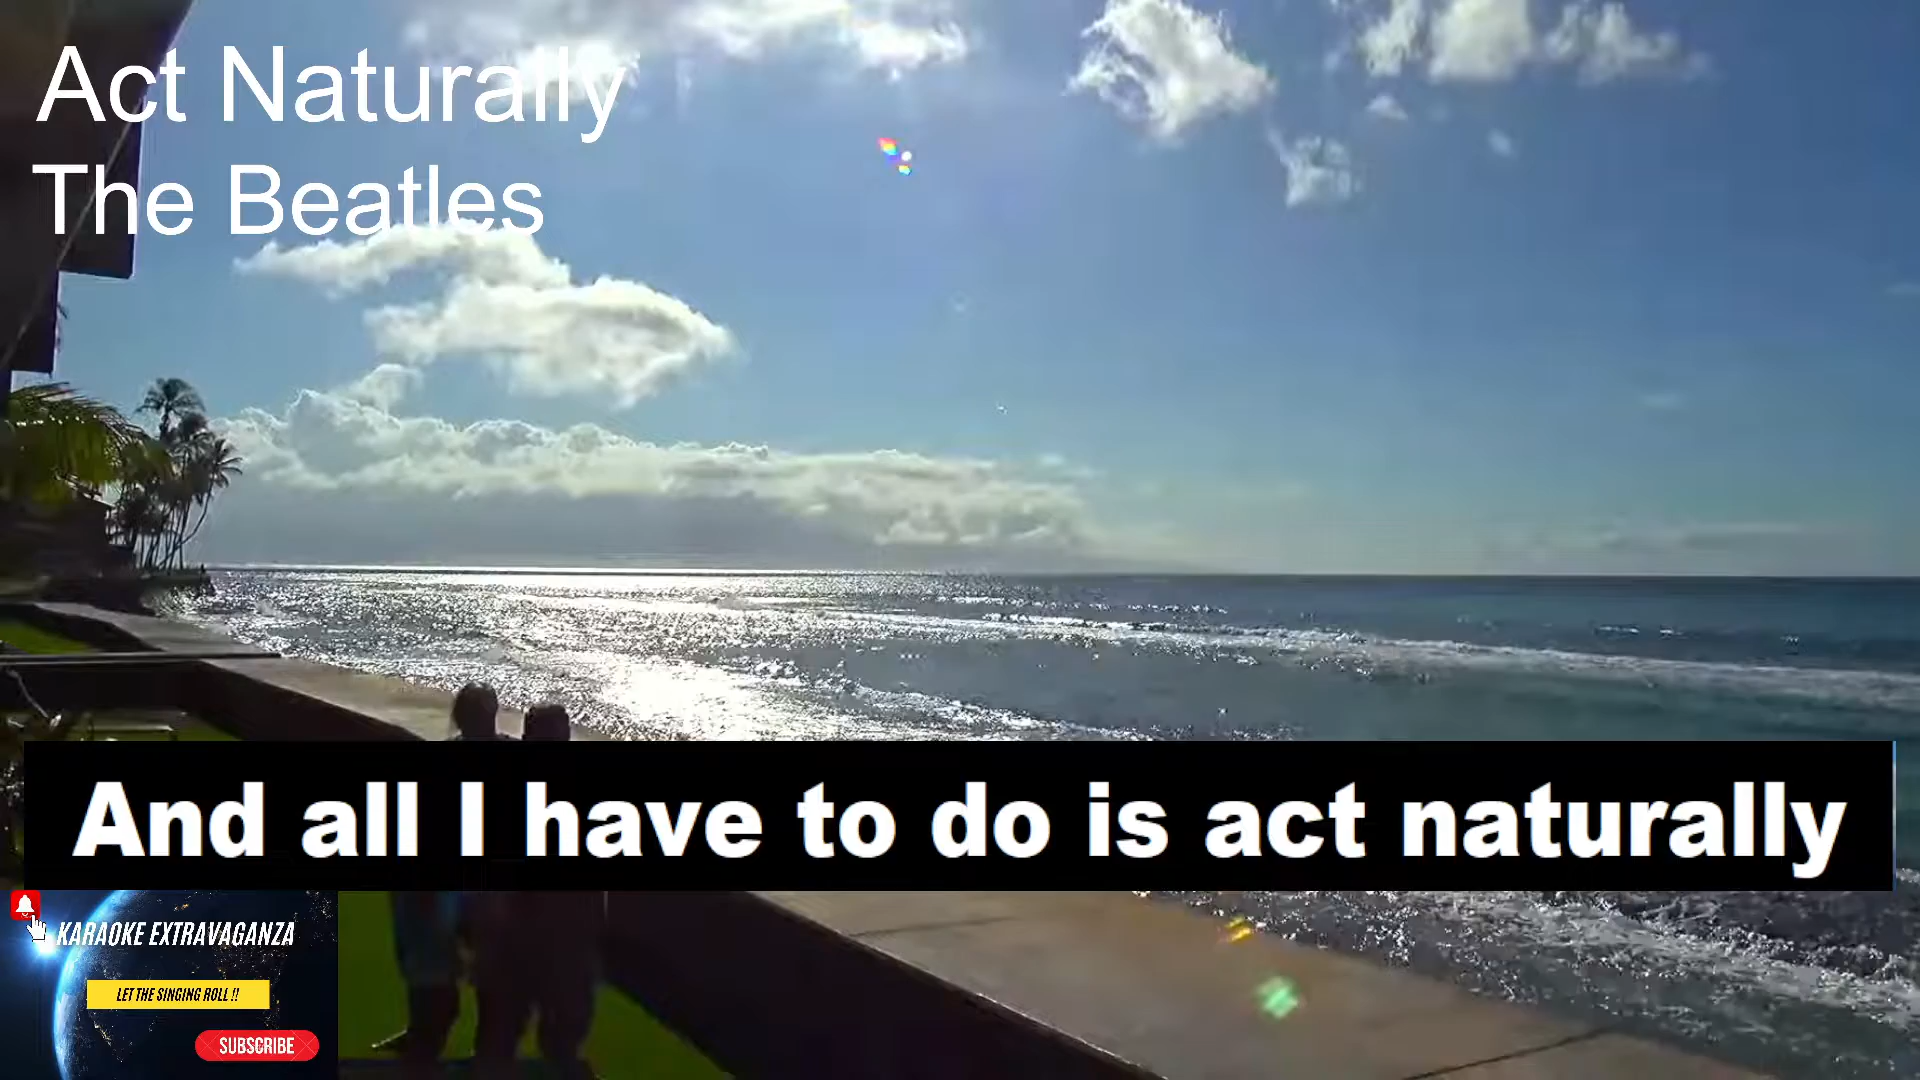 Act Naturally
The Beatles
And all I have to do is act naturally
KARAOKE EXTRAVAGANZA
LET THE SINGING ROLL !!
SUBSCRIBE